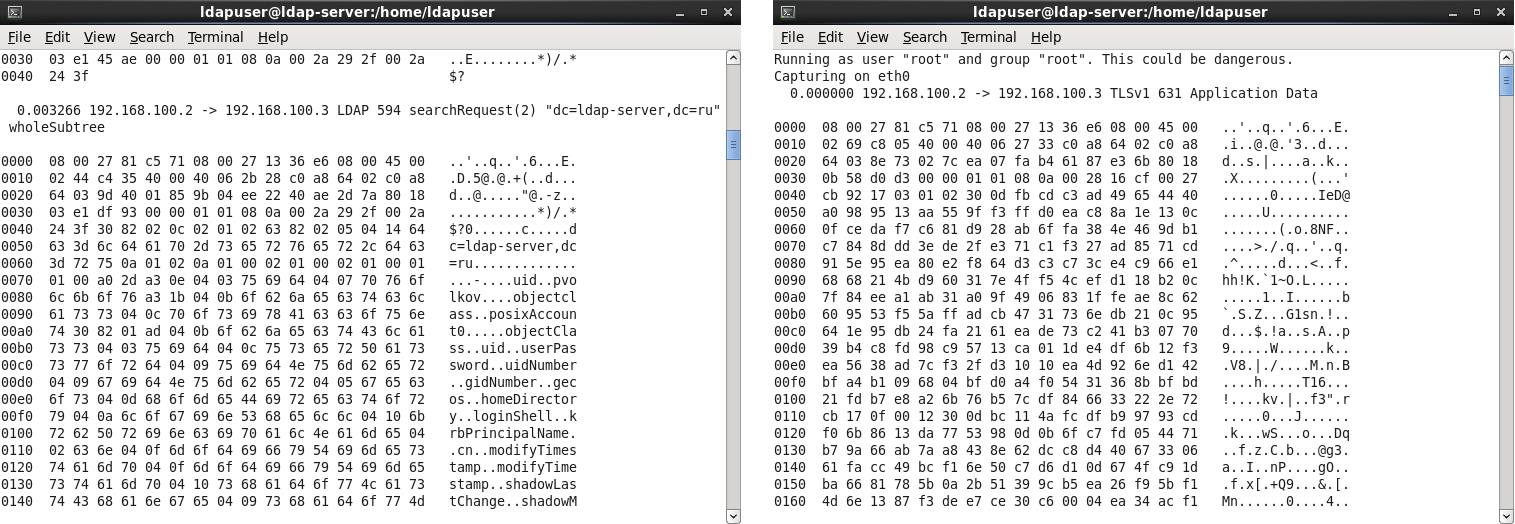 ldapuser@ldap-server:/home/ldapuser
File Edit View Search Terminal Help
0030  03 e1 45 ae 00 00 01 01 08 0a 00 2a 29 2f 00 2a   ..E........*)/.*
0040  24 3f                                             $?
0.003266 192.168.100.2 -> 192.168.100.3 LDAP 594 searchRequest(2) "dc=ldap-server,dc=ru"
wholeSubtree
0000  08 00 27 81 c5 71 08 00 27 13 36 e6 08 00 45 00   ..'..q..'.6...E.
0010  02 44 c4 35 40 00 40 06 2b 28 c0 a8 64 02 c0 a8   .D.5@.@.+(..d...
0020  64 03 9d 40 01 85 9b 04 ee 22 40 ae 2d 7a 80 18   d..@....."@.-z..
0030  03 e1 df 93 00 00 01 01 08 0a 00 2a 29 2f 00 2a   ...........*)/.*
0040  24 3f 30 82 02 0c 02 01 02 63 82 02 05 04 14 64   $?0......c.....d
0050  63 3d 6c 64 61 70 2d 73 65 72 76 65 72 2c 64 63   c=ldap-server,dc
0060  3d 72 75 0a 01 02 0a 01 00 02 01 00 02 01 00 01   =ru.............
0070  01 00 a0 2d a3 0e 04 03 75 69 64 04 07 70 76 6f   ...-....uid..pvo
0080  6c 6b 6f 76 a3 1b 04 0b 6f 62 6a 65 63 74 63 6c   lkov....objectcl
0090  61 73 73 04 0c 70 6f 73 69 78 41 63 63 6f 75 6e   ass..posixAccoun
00a0  74 30 82 01 ad 04 0b 6f 62 6a 65 63 74 43 6c 61   t0.....objectCla
00b0  73 73 04 03 75 69 64 04 0c 75 73 65 72 50 61 73   ss..uid..userPas
00c0  73 77 6f 72 64 04 09 75 69 64 4e 75 6d 62 65 72   sword..uidNumber
00d0  04 09 67 69 64 4e 75 6d 62 65 72 04 05 67 65 63   ..gidNumber..gec
00e0  6f 73 04 0d 68 6f 6d 65 44 69 72 65 63 74 6f 72   os..homeDirector
00f0  79 04 0a 6c 6f 67 69 6e 53 68 65 6c 6c 04 10 6b   y..loginShell..k
0100  72 62 50 72 69 6e 63 69 70 61 6c 4e 61 6d 65 04   rbPrincipalName.
0110  02 63 6e 04 0f 6d 6f 64 69 66 79 54 69 6d 65 73   .cn..modifyTimes
0120  74 61 6d 70 04 0f 6d 6f 64 69 66 79 54 69 6d 65   tamp..modifyTime
0130  73 74 61 6d 70 04 10 73 68 61 64 6f 77 4c 61 73   stamp..shadowLas
0140  74 43 68 61 6e 67 65 04 09 73 68 61 64 6f 77 4d   tChange..shadowM
ldapuser@ldap-server:/home/ldapuser
File Edit View Search Terminal Help
Running as user "root" and group "root". This could be dangerous.
Capturing on eth0
0.000000 192.168.100.2 -> 192.168.100.3 TLSv1 631 Application Data
0000  08 00 27 81 c5 71 08 00 27 13 36 e6 08 00 45 00   ..'..q..'.6...E.
0010  02 69 c8 05 40 00 40 06 27 33 c0 a8 64 02 c0 a8   .i..@.@.'3..d...
0020  64 03 8e 73 02 7c ea 07 fa b4 61 87 e3 6b 80 18   d..s.|....a..k..
0030  0b 58 d0 d3 00 00 01 01 08 0a 00 28 16 cf 00 27   .X.........(...'
0040  cb 92 17 03 01 02 30 0d fb cd c3 ad 49 65 44 40   ......0.....IeD@
0050  a0 98 95 13 aa 55 9f f3 ff d0 ea c8 8a 1e 13 0c   .....U..........
0060  0f ce da f7 c6 81 d9 28 ab 6f fa 38 4e 46 9d b1   .......(.o.8NF..
0070  c7 84 8d dd 3e de 2f e3 71 c1 f3 27 ad 85 71 cd   ....>./.q..'..q.
0080  91 5e 95 ea 80 e2 f8 64 d3 c3 c7 3c e4 c9 66 e1   .^.....d...<..f.
0090  68 68 21 4b d9 60 31 7e 4f f5 4c ef d1 18 b2 0c   hh!K.`1~O.L.....
00a0  7f 84 ee a1 ab 31 a0 9f 49 06 83 1f fe ae 8c 62   .....1..I......b
00b0  60 95 53 f5 5a ff ad cb 47 31 73 6e db 21 0c 95   `.S.Z...G1sn.!..
00c0  64 1e 95 db 24 fa 21 61 ea de 73 c2 41 b3 07 70   d...$.!a..s.A..p
00d0  39 b4 c8 fd 98 c9 57 13 ca 01 1d e4 df 6b 12 f3   9.....W......k..
00e0  ea 56 38 ad 7c f3 2f d3 10 10 ea 4d 92 6e d1 42   .V8.|./....M.n.B
00f0  bf a4 b1 09 68 04 bf d0 a4 f0 54 31 36 8b bf bd   ....h.....T16...
0100  21 fd b7 e8 a2 6b 76 b5 7c df 84 66 33 22 2e 72   !....kv.|..f3".r
0110  cb 17 0f 00 12 30 0d bc 11 4a fc df b9 97 93 cd   .....0...J......
0120  f0 6b 86 13 da 77 53 98 0d 0b 6f c7 fd 05 44 71   .k...wS...o...Dq
0130  b7 9a 66 ab 7a a8 43 8e 62 dc c8 d4 40 67 33 06   ..f.z.C.b...@g3.
0140  61 fa cc 49 bc f1 6e 50 c7 d6 d1 0d 67 4f c9 1d   a..I..nP....gO..
0150  ba 66 81 78 5b 0a 2b 51 39 9c b5 ea 26 f9 5b f1   .f.x[.+Q9...&.[.
0160  4d 6e 13 87 f3 de e7 ce 30 c6 00 04 ea 34 ac f1   Mn......0....4..